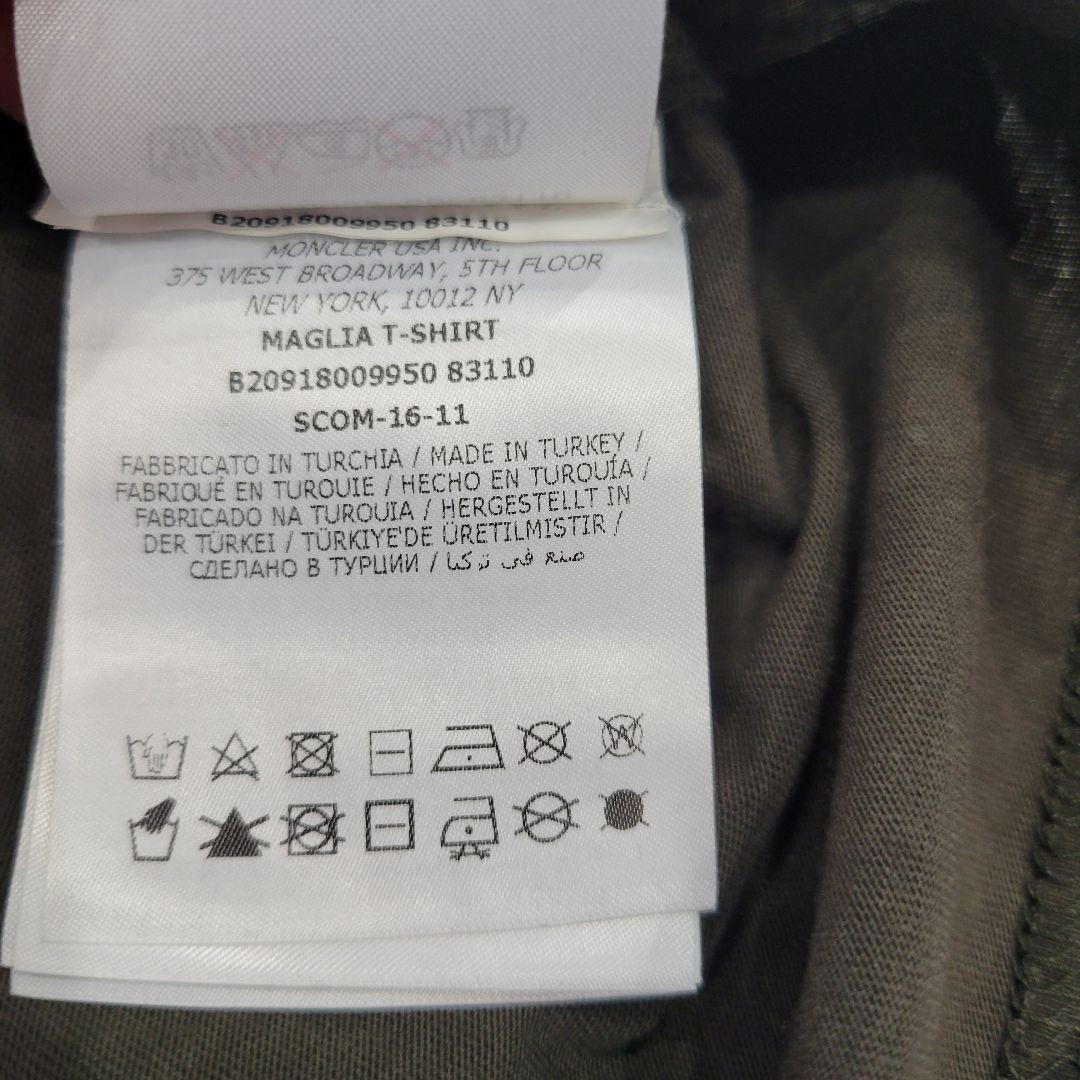 B20918009950 83110
MONCLER USA INC.
375 WEST BROADWAY, 5TH FLOOR
NEW YORK, 10012 NY
MAGLIA T-SHIRT
B20918009950 83110
SCOM-16-11
FABBRICATO IN TURCHIA / MADE IN TURKEY /
FABRIQUÉ EN TURQUIE / HECHO EN TURQUÍA /
FABRICADO NA TURQUIA / HERGESTELLT IN
DER TÜRKEI / TÜRKIYE'DE ÜRETILMISTIR /
СДЕЛАНО В ТУРЦИИ / صنع في تركيا
W